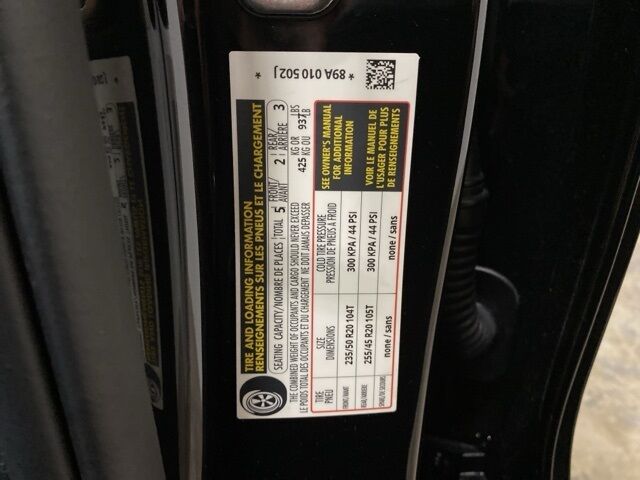 * 89A 010 502J *
TIRE AND LOADING INFORMATION
RENSEIGNEMENTS SUR LES PNEUS ET LE CHARGEMENT
SEATING CAPACITY/NOMBRE DE PLACES TOTAL 5 FRONT/AVANT 2 REAR/ARRIÈRE 3
THE COMBINED WEIGHT OF OCCUPANTS AND CARGO SHOULD NEVER EXCEED 425 KG OR 937 LBS
LE POIDS TOTAL DES OCCUPANTS ET DU CHARGEMENT NE DOIT JAMAIS DÉPASSER 425 KG OU 937 LB
TIRE SIZE COLD TIRE PRESSURE
PNEU DIMENSIONS PRESSION DE PNEUS À FROID
FRONT/AVANT 235/50 R20 104T 300 KPA / 44 PSI
REAR/ARRIÈRE 255/45 R20 105T 300 KPA / 44 PSI
SPARE/DE SECOURS none / sans none / sans
SEE OWNER'S MANUAL
FOR ADDITIONAL
INFORMATION
VOIR LE MANUEL DE
L'USAGER POUR PLUS
DE RENSEIGNEMENTS